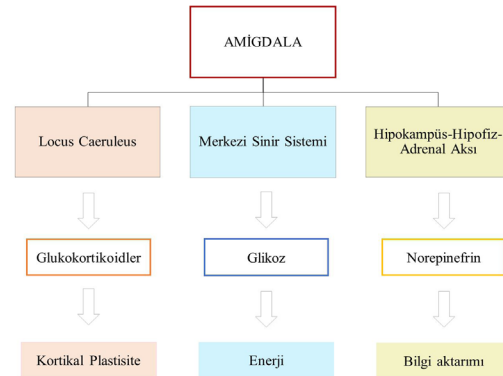 AMİGDALA
Locus Caeruleus
Merkezi Sinir Sistemi
Hipokampüs-Hipofiz-
Adrenal Aksı
Glukokortikoidler
Glikoz
Norepinefrin
Kortikal Plastisite
Enerji
Bilgi aktarımı